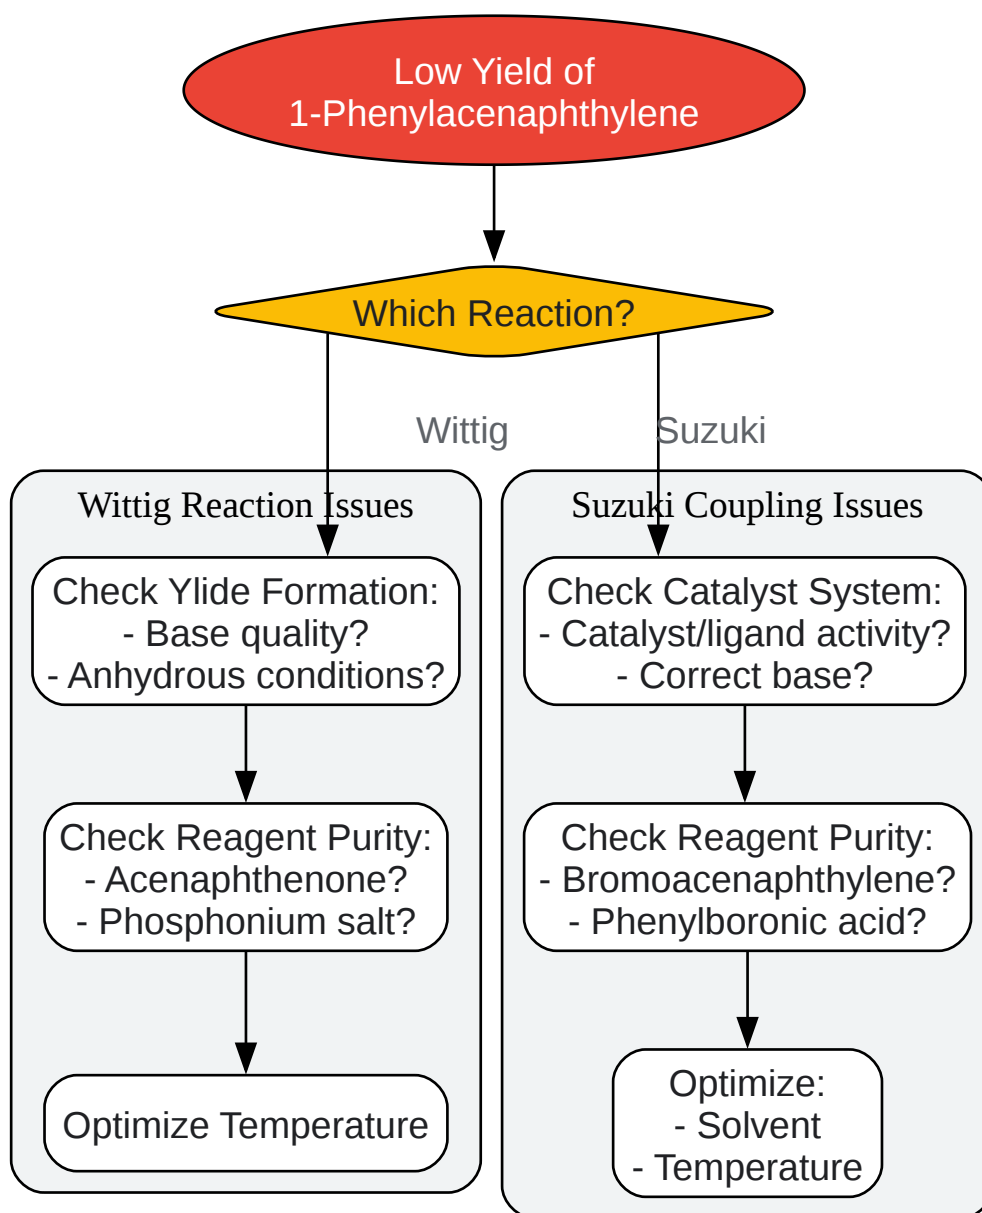 Low Yield of
1-Phenylacenaphthylene
Which Reaction?
Wittig
Suzuki
Wittig Reaction Issues
Check Ylide Formation:
- Base quality?
- Anhydrous conditions?
Check Reagent Purity:
- Acenaphthenone?
- Phosphonium salt?
Optimize Temperature
Suzuki Coupling Issues
Check Catalyst System:
- Catalyst/ligand activity?
- Correct base?
Check Reagent Purity:
- Bromoacenaphthylene?
- Phenylboronic acid?
Optimize:
- Solvent
- Temperature